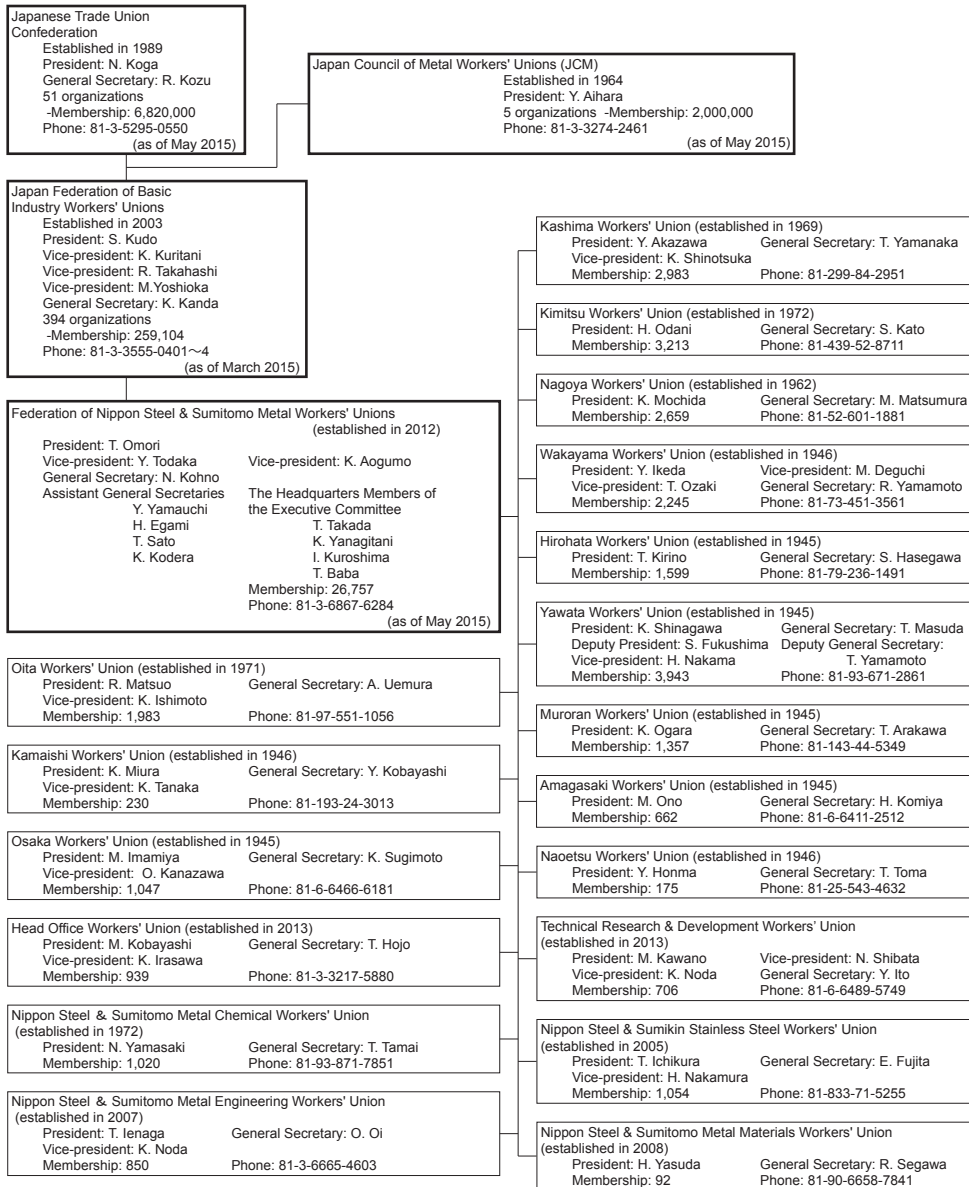 Japanese Trade Union
Confederation
Established in 1989
President: N. Koga
General Secretary: R. Kozu
51 organizations
-Membership: 6,820,000
Phone: 81-3-5295-0550
(as of May 2015)
Japan Council of Metal Workers' Unions (JCM)
Established in 1964
President: Y. Aihara
5 organizations -Membership: 2,000,000
Phone: 81-3-3274-2461
(as of May 2015)
Japan Federation of Basic
Industry Workers' Unions
Established in 2003
President: S. Kudo
Vice-president: K. Kuritani
Vice-president: R. Takahashi
Vice-president: M.Yoshioka
General Secretary: K. Kanda
394 organizations
-Membership: 259,104
Phone: 81-3-3555-0401～4
(as of March 2015)
Federation of Nippon Steel & Sumitomo Metal Workers' Unions
(established in 2012)
President: T. Omori
Vice-president: Y. Todaka Vice-president: K. Aogumo
General Secretary: N. Kohno
Assistant General Secretaries The Headquarters Members of
Y. Yamauchi the Executive Committee
H. Egami T. Takada
T. Sato K. Yanagitani
K. Kodera I. Kuroshima
T. Baba
Membership: 26,757
Phone: 81-3-6867-6284
(as of May 2015)
Oita Workers' Union (established in 1971)
President: R. Matsuo General Secretary: A. Uemura
Vice-president: K. Ishimoto
Membership: 1,983 Phone: 81-97-551-1056
Kamaishi Workers' Union (established in 1946)
President: K. Miura General Secretary: Y. Kobayashi
Vice-president: K. Tanaka
Membership: 230 Phone: 81-193-24-3013
Osaka Workers' Union (established in 1945)
President: M. Imamiya General Secretary: K. Sugimoto
Vice-president: O. Kanazawa
Membership: 1,047 Phone: 81-6-6466-6181
Head Office Workers' Union (established in 2013)
President: M. Kobayashi General Secretary: T. Hojo
Vice-president: K. Irasawa
Membership: 939 Phone: 81-3-3217-5880
Nippon Steel & Sumitomo Metal Chemical Workers' Union
(established in 1972)
President: N. Yamasaki General Secretary: T. Tamai
Membership: 1,020 Phone: 81-93-871-7851
Nippon Steel & Sumitomo Metal Engineering Workers' Union
(established in 2007)
President: T. Ienaga General Secretary: O. Oi
Vice-president: K. Noda
Membership: 850 Phone: 81-3-6665-4603
Kashima Workers' Union (established in 1969)
President: Y. Akazawa General Secretary: T. Yamanaka
Vice-president: K. Shinotsuka
Membership: 2,983 Phone: 81-299-84-2951
Kimitsu Workers' Union (established in 1972)
President: H. Odani General Secretary: S. Kato
Membership: 3,213 Phone: 81-439-52-8711
Nagoya Workers' Union (established in 1962)
President: K. Mochida General Secretary: M. Matsumura
Membership: 2,659 Phone: 81-52-601-1881
Wakayama Workers' Union (established in 1946)
President: Y. Ikeda Vice-president: M. Deguchi
Vice-president: T. Ozaki General Secretary: R. Yamamoto
Membership: 2,245 Phone: 81-73-451-3561
Hirohata Workers' Union (established in 1945)
President: T. Kirino General Secretary: S. Hasegawa
Membership: 1,599 Phone: 81-79-236-1491
Yawata Workers' Union (established in 1945)
President: K. Shinagawa General Secretary: T. Masuda
Deputy President: S. Fukushima Deputy General Secretary:
Vice-president: H. Nakama T. Yamamoto
Membership: 3,943 Phone: 81-93-671-2861
Muroran Workers' Union (established in 1945)
President: K. Ogara General Secretary: T. Arakawa
Membership: 1,357 Phone: 81-143-44-5349
Amagasaki Workers' Union (established in 1945)
President: M. Ono General Secretary: H. Komiya
Membership: 662 Phone: 81-6-6411-2512
Naoetsu Workers' Union (established in 1946)
President: Y. Honma General Secretary: T. Toma
Membership: 175 Phone: 81-25-543-4632
Technical Research & Development Workers' Union
(established in 2013)
President: M. Kawano Vice-president: N. Shibata
Vice-president: K. Noda General Secretary: Y. Ito
Membership: 706 Phone: 81-6-6489-5749
Nippon Steel & Sumikin Stainless Steel Workers' Union
(established in 2005)
President: T. Ichikura General Secretary: E. Fujita
Vice-president: H. Nakamura
Membership: 1,054 Phone: 81-833-71-5255
Nippon Steel & Sumitomo Metal Materials Workers' Union
(established in 2008)
President: H. Yasuda General Secretary: R. Segawa
Membership: 92 Phone: 81-90-6658-7841